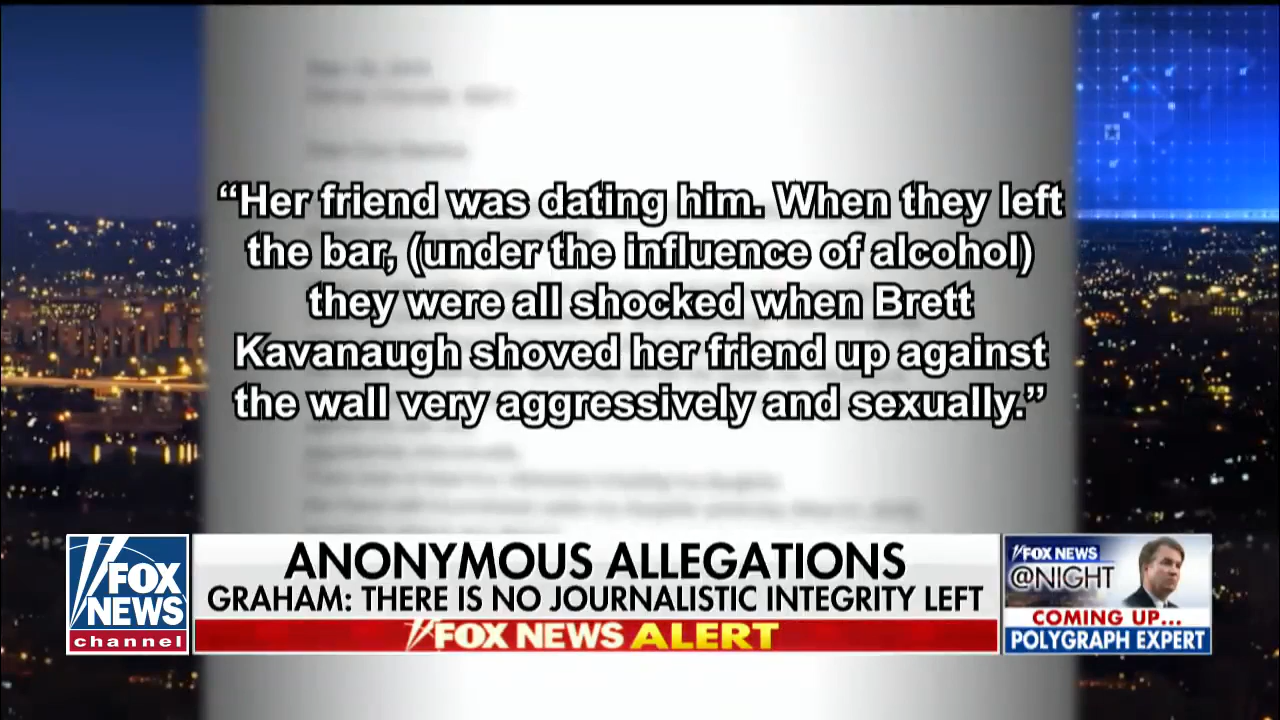 “Her friend was dating him. When they left
the bar, (under the influence of alcohol)
they were all shocked when Brett
Kavanaugh shoved her friend up against
the wall very aggressively and sexually.”
FOX
NEWS
channel
ANONYMOUS ALLEGATIONS
GRAHAM: THERE IS NO JOURNALISTIC INTEGRITY LEFT
FOX NEWS ALERT
FOX NEWS
@NIGHT
COMING UP...
POLYGRAPH EXPERT